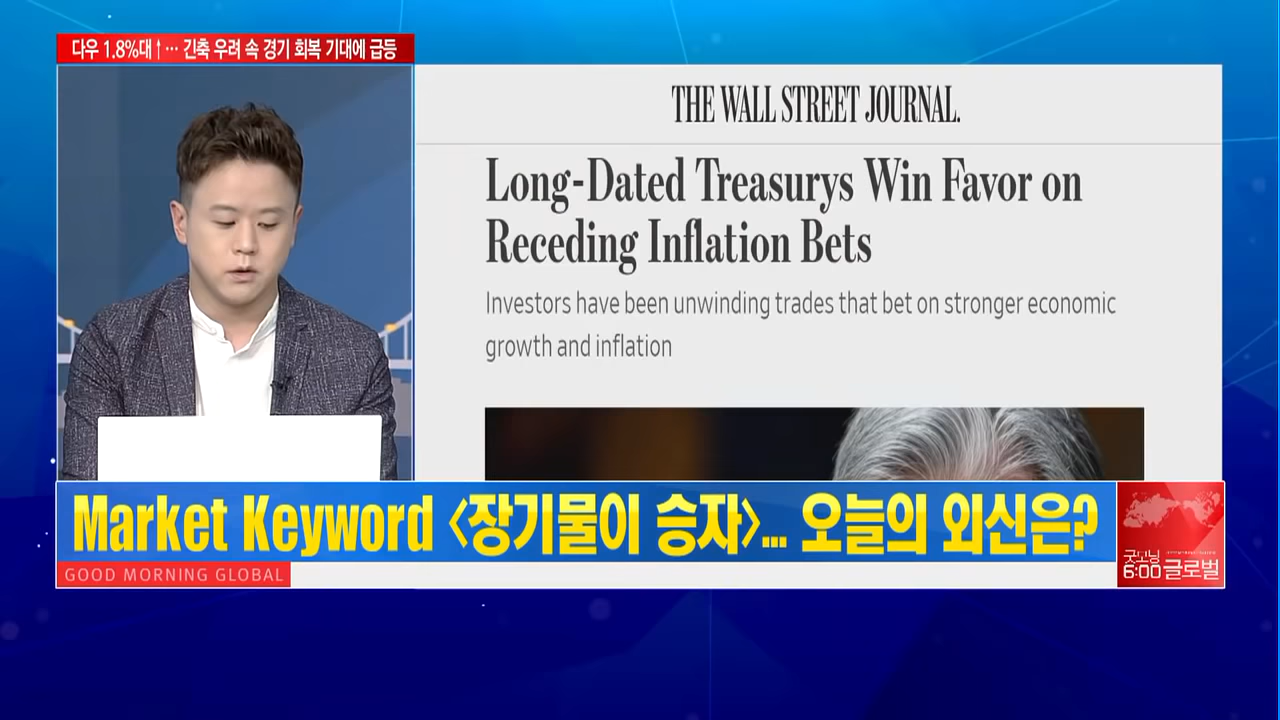 다우 1.8%대↑… 긴축 우려 속 경기 회복 기대에 급등
THE WALL STREET JOURNAL.
Long-Dated Treasurys Win Favor on
Receding Inflation Bets
Investors have been unwinding trades that bet on stronger economic
growth and inflation
Market Keyword <장기물이 승자>... 오늘의 외신은?
GOOD MORNING GLOBAL
굿모닝
6:00 글로벌